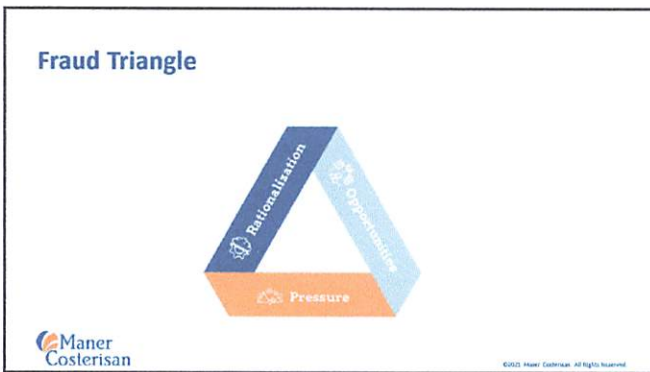 Fraud Triangle
Rationalization
Opportunities
Pressure
Maner
Costerisan
©2021 Maner Costerisan All Rights Reserved